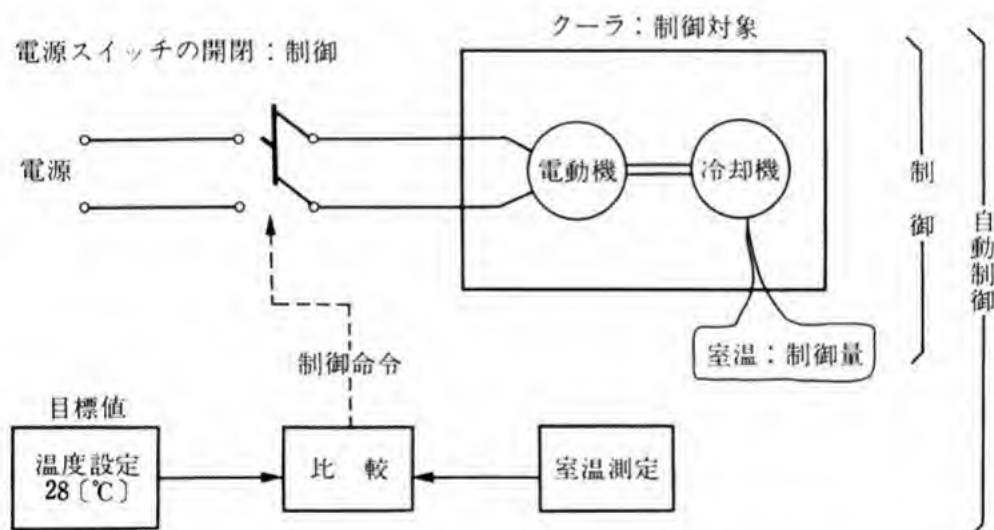 クーラ：制御対象
電源スイッチの開閉：制御
電源
電動機
冷却機
制御
自動制御
室温：制御量
制御命令
目標値
温度設定
28〔℃〕
比　較
室温測定